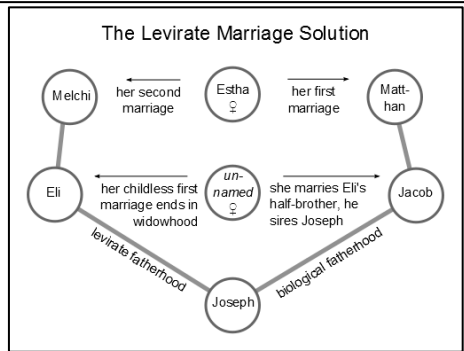 The Levirate Marriage Solution
Melchi
her second
marriage
Estha
♀
her first
marriage
Matt-
han
Eli
her childless first
marriage ends in
widowhood
un-
named
♀
she marries Eli's
half-brother, he
sires Joseph
Jacob
levirate fatherhood
biological fatherhood
Joseph